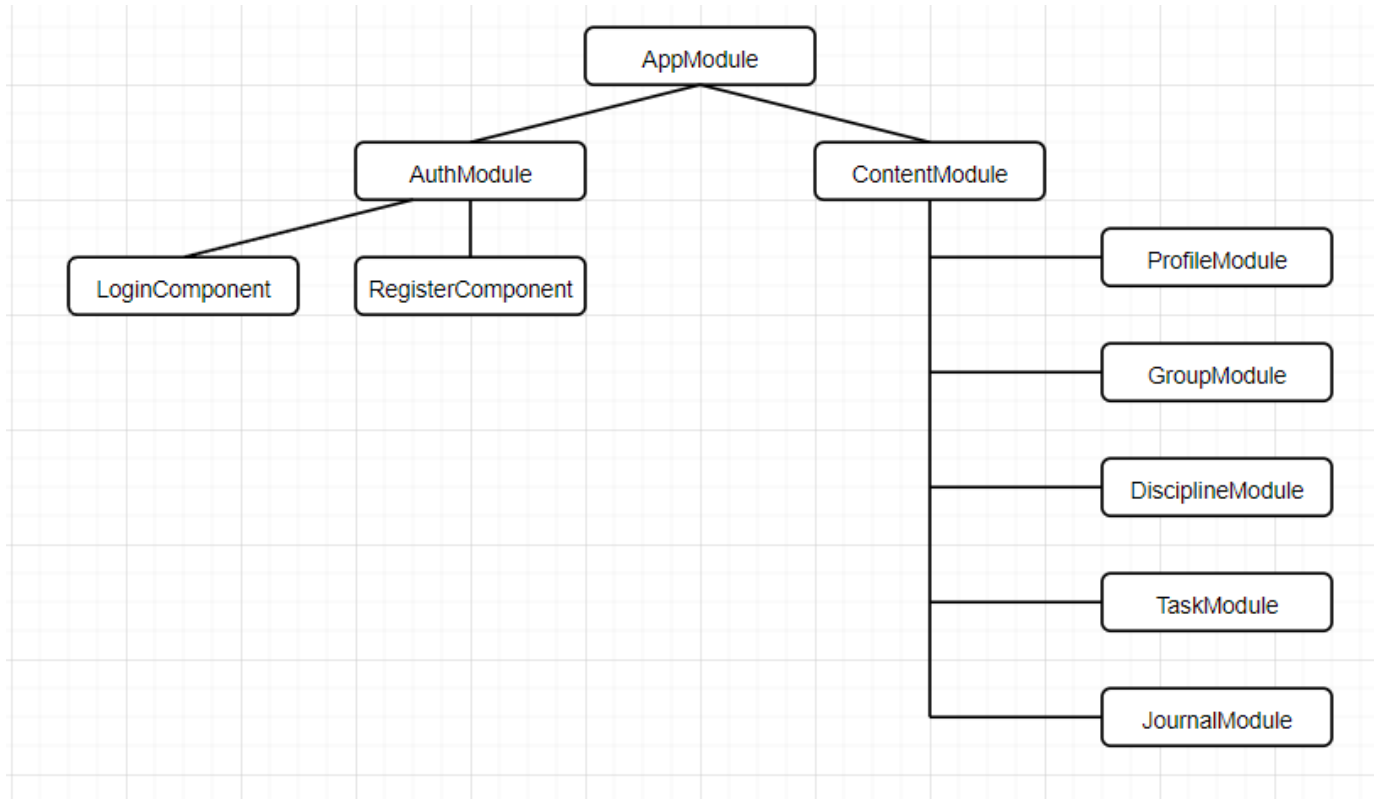 AppModule
AuthModule
ContentModule
LoginComponent
RegisterComponent
ProfileModule
GroupModule
DisciplineModule
TaskModule
JournalModule